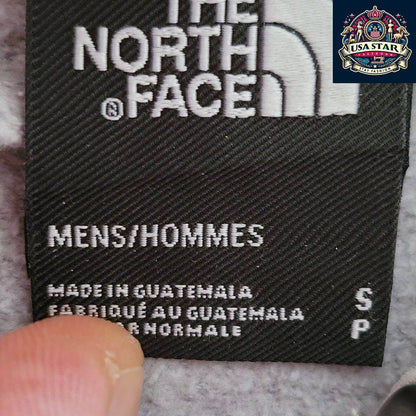 THE
NORTH
FACE
MENS/HOMMES
MADE IN GUATEMALA
FABRIQUÉ AU GUATEMALA
NORMALE
S
P
USA STAR